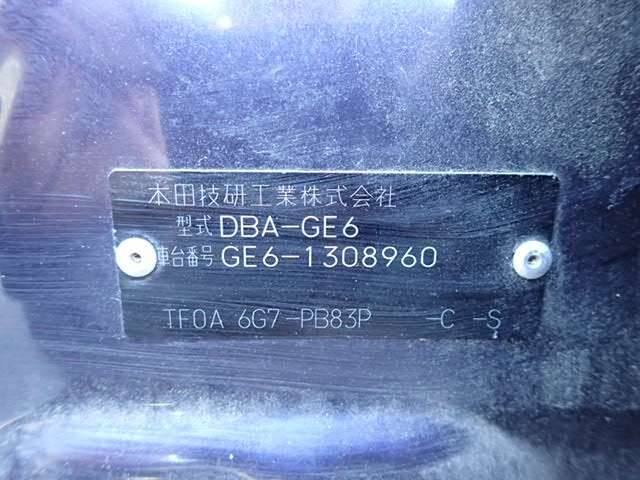 本田技研工業株式会社
型式 DBA-GE6
車台番号 GE6-1308960
TF0A 6G7-PB83P -C -S